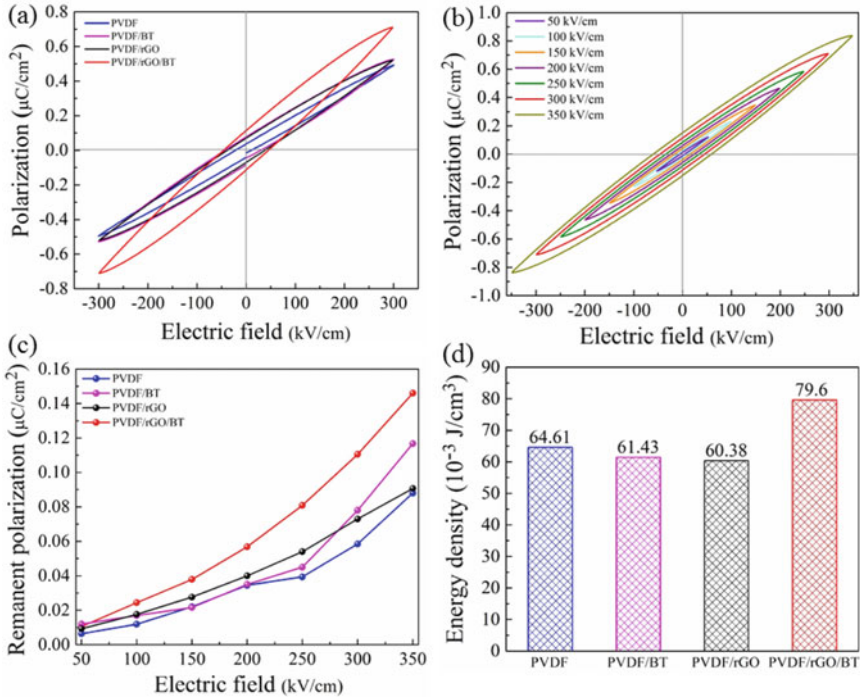 (a)
PVDF
PVDF/BT
PVDF/rGO
PVDF/rGO/BT
0.8
0.6
0.4
0.2
0.0
-0.2
-0.4
-0.6
0.8
-300 -200 -100 0 100 200 300
Polarization (μC/cm²)
Electric field (kV/cm)
(b)
50 kV/cm
100 kV/cm
150 kV/cm
200 kV/cm
250 kV/cm
300 kV/cm
350 kV/cm
1.0
0.8
0.6
0.4
0.2
0.0
-0.2
-0.4
-0.6
-0.8
-1.0
-300 -200 -100 0 100 200 300
Polarization (μC/cm²)
Electric field (kV/cm)
(c)
PVDF
PVDF/BT
PVDF/rGO
PVDF/rGO/BT
0.16
0.14
0.12
0.10
0.08
0.06
0.04
0.02
0.00
50 100 150 200 250 300 350
Remanent polarization (μC/cm²)
Electric field (kV/cm)
(d)
90
80
70
60
50
40
30
20
10
0
64.61
61.43
60.38
79.6
PVDF PVDF/BT PVDF/rGO PVDF/rGO/BT
Energy density (10⁻³ J/cm³)